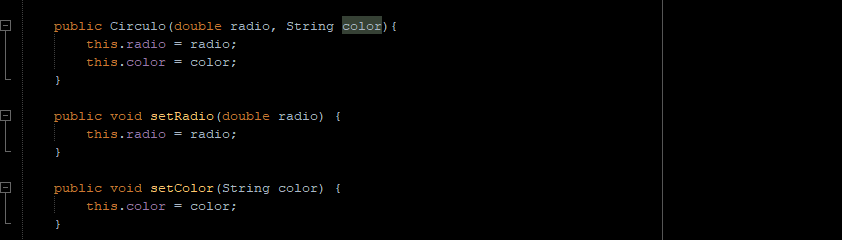 public Circulo(double radio, String color){
this.radio = radio;
this.color = color;
}
public void setRadio(double radio) {
this.radio = radio;
}
public void setColor(String color) {
this.color = color;
}